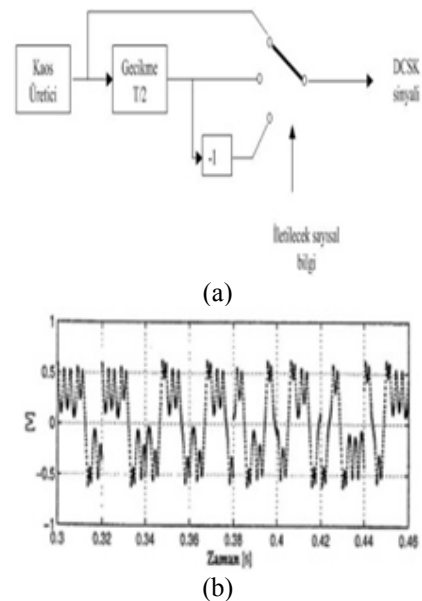 Kaos
Üretici
Gecikme
T/2
-1
DCSK
sinyali
İletilecek sayısal
bilgi
(a)
1
0.5
0
-0.5
-1
[V]
0.3
0.32
0.34
0.36
0.38
0.4
0.42
0.44
0.46
Zaman [s]
(b)